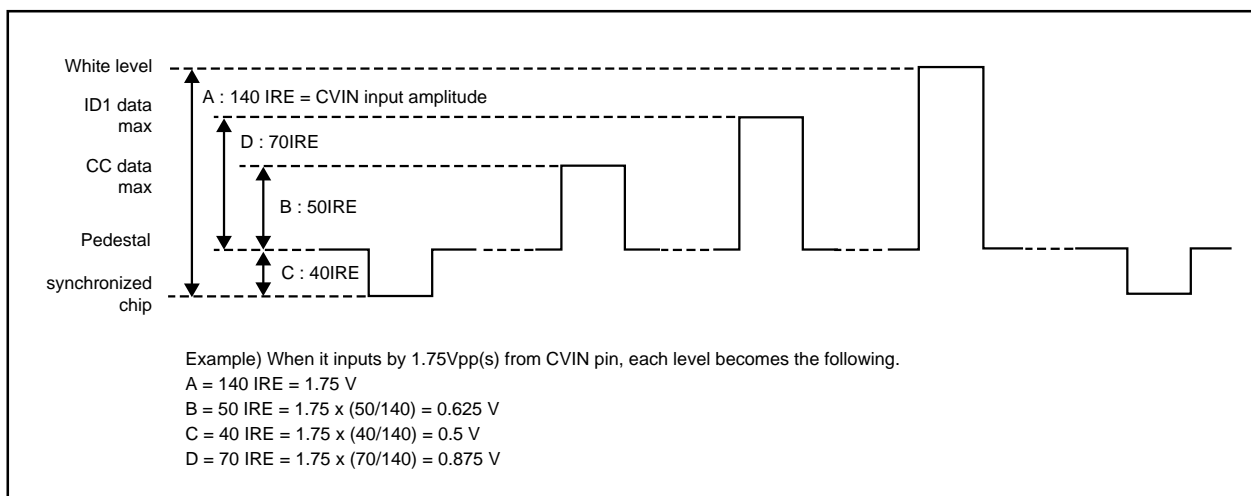 White level
A : 140 IRE = CVIN input amplitude
ID1 data
max
D : 70IRE
CC data
max
B : 50IRE
Pedestal
C : 40IRE
synchronized
chip
Example) When it inputs by 1.75Vpp(s) from CVIN pin, each level becomes the following.
A = 140 IRE = 1.75 V
B = 50 IRE = 1.75 x (50/140) = 0.625 V
C = 40 IRE = 1.75 x (40/140) = 0.5 V
D = 70 IRE = 1.75 x (70/140) = 0.875 V